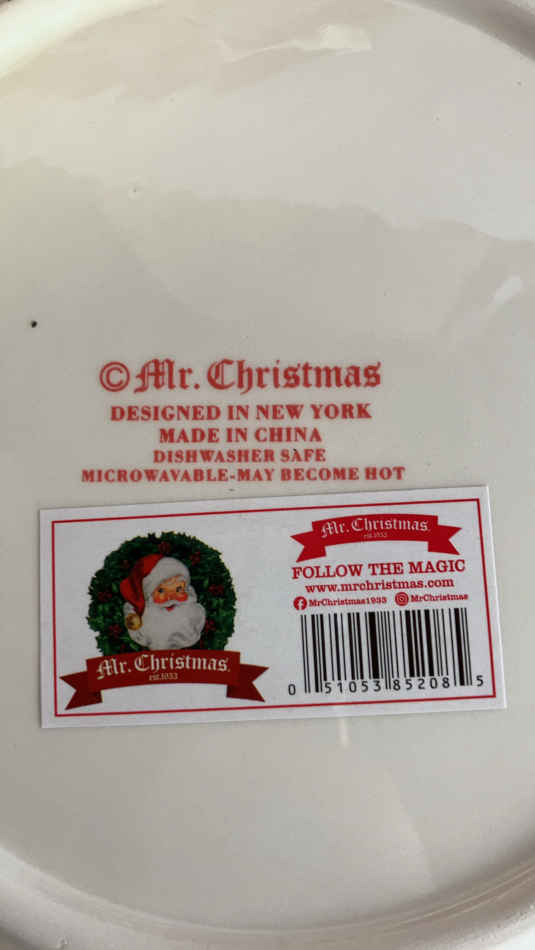 ©Mr. Christmas
DESIGNED IN NEW YORK
MADE IN CHINA
DISHWASHER SAFE
MICROWAVABLE-MAY BECOME HOT
Mr. Christmas
est.1933
Mr. Christmas
est.1933
FOLLOW THE MAGIC
www.mrchristmas.com
MrChristmas1933 MrChristmas
0 51053 85208 5